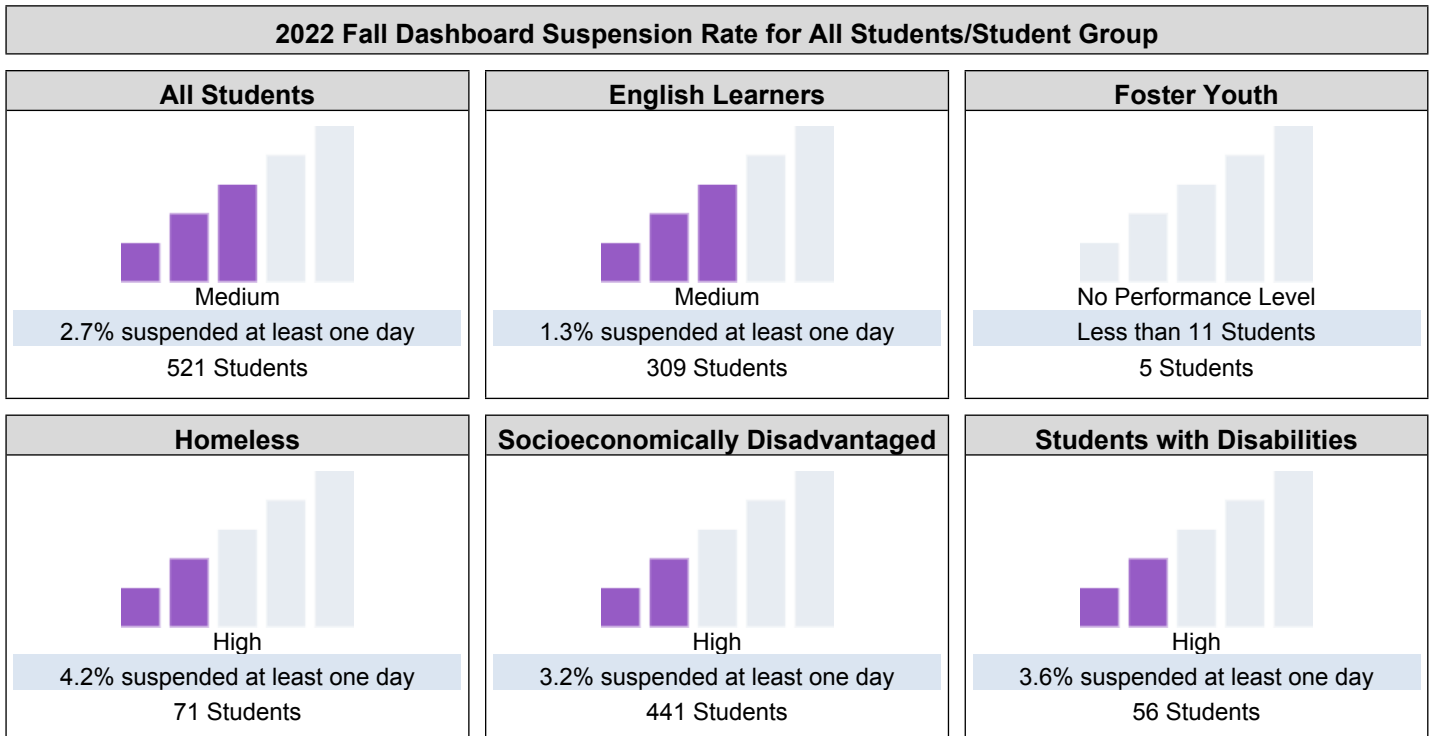 2022 Fall Dashboard Suspension Rate for All Students/Student Group
All Students
Medium
2.7% suspended at least one day
521 Students
English Learners
Medium
1.3% suspended at least one day
309 Students
Foster Youth
No Performance Level
Less than 11 Students
5 Students
Homeless
High
4.2% suspended at least one day
71 Students
Socioeconomically Disadvantaged
High
3.2% suspended at least one day
441 Students
Students with Disabilities
High
3.6% suspended at least one day
56 Students